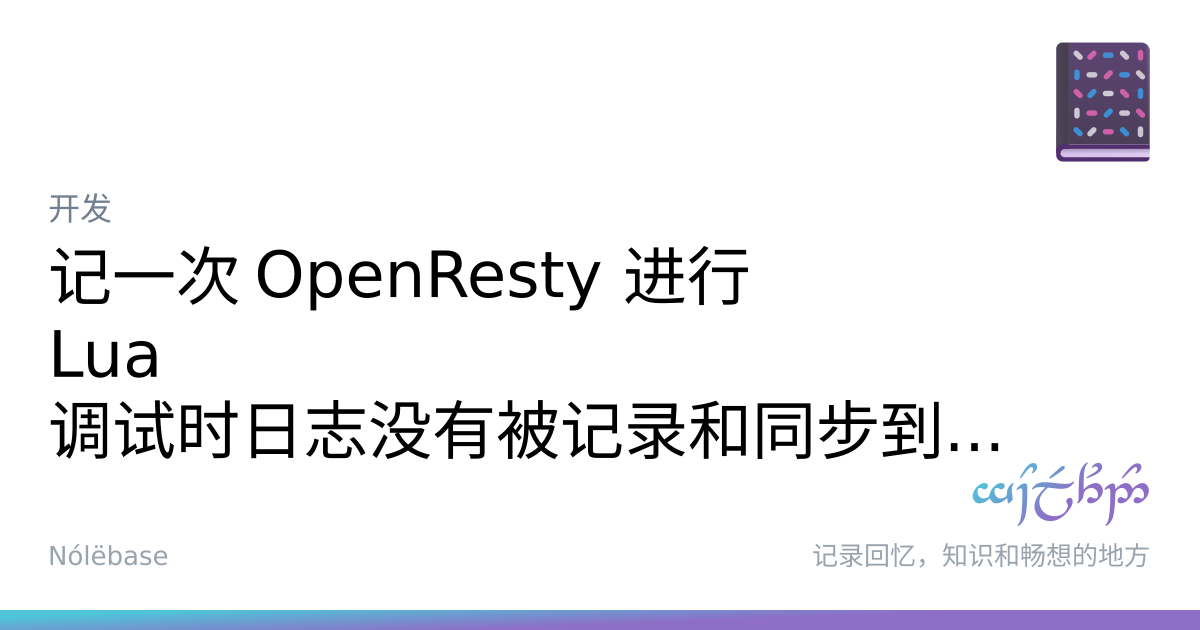 开发
记一次 OpenResty 进行
Lua
调试时日志没有被记录和同步到...
Nólëbase
记录回忆，知识和畅想的地方